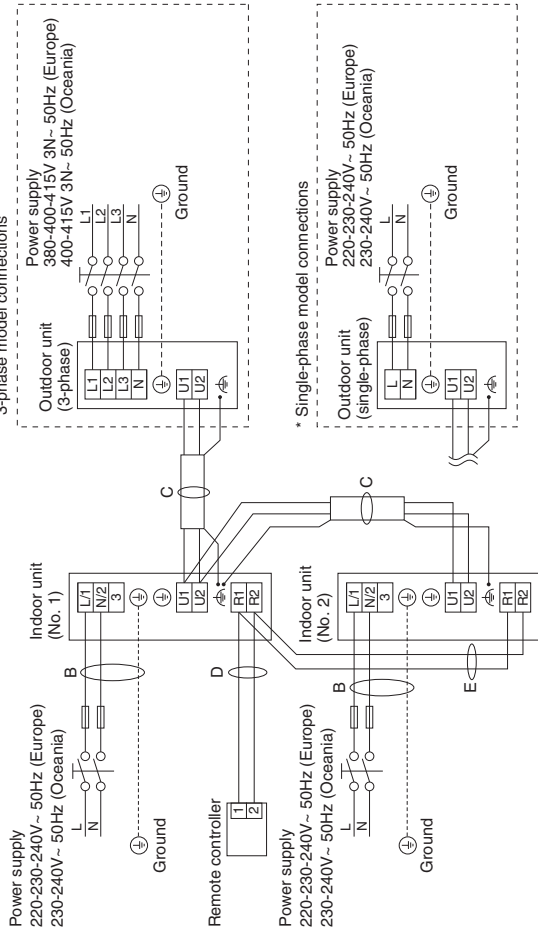 3-phase model connections
Power supply
380-400-415V 3N~ 50Hz (Europe)
400-415V 3N~ 50Hz (Oceania)
L1
L2
L3
N
Ground
Outdoor unit
(3-phase)
L1
L2
L3
N
U1
U2
* Single-phase model connections
Power supply
220-230-240V~ 50Hz (Europe)
230-240V~ 50Hz (Oceania)
L
N
Ground
Outdoor unit
(single-phase)
L
N
U1
U2
C
C
Indoor unit
(No. 1)
L/1
N/2
3
U1
U2
R1
R2
Indoor unit
(No. 2)
L/1
N/2
3
U1
U2
R1
R2
B
D
B
E
Power supply
220-230-240V~ 50Hz (Europe)
230-240V~ 50Hz (Oceania)
L
N
Ground
Remote controller
1
2
Power supply
220-230-240V~ 50Hz (Europe)
230-240V~ 50Hz (Oceania)
L
N
Ground